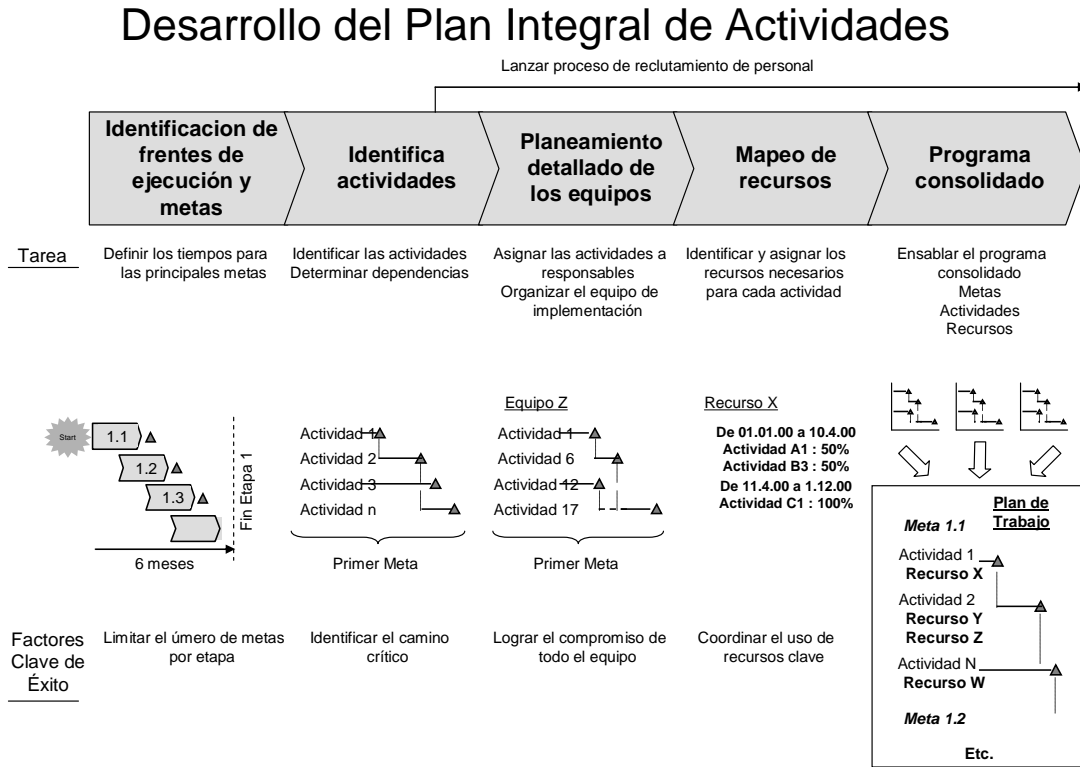 Desarrollo del Plan Integral de Actividades
Lanzar proceso de reclutamiento de personal
Identificacion de
frentes de
ejecución y
metas
Identifica
actividades
Planeamiento
detallado de
los equipos
Mapeo de
recursos
Programa
consolidado
Tarea
Definir los tiempos para
las principales metas
Identificar las actividades
Determinar dependencias
Asignar las actividades a
responsables
Organizar el equipo de
implementación
Identificar y asignar los
recursos necesarios
para cada actividad
Ensablar el programa
consolidado
Metas
Actividades
Recursos
Start
1.1
1.2
1.3
Fin Etapa 1
6 meses
Actividad 1
Actividad 2
Actividad 3
Actividad n
Primer Meta
Equipo Z
Actividad 1
Actividad 6
Actividad 12
Actividad 17
Primer Meta
Recurso X
De 01.01.00 a 10.4.00
Actividad A1 : 50%
Actividad B3 : 50%
De 11.4.00 a 1.12.00
Actividad C1 : 100%
Plan de
Trabajo
Meta 1.1
Actividad 1
Recurso X
Actividad 2
Recurso Y
Recurso Z
Actividad N
Recurso W
Meta 1.2
Etc.
Factores
Clave de
Éxito
Limitar el úmero de metas
por etapa
Identificar el camino
crítico
Lograr el compromiso de
todo el equipo
Coordinar el uso de
recursos clave